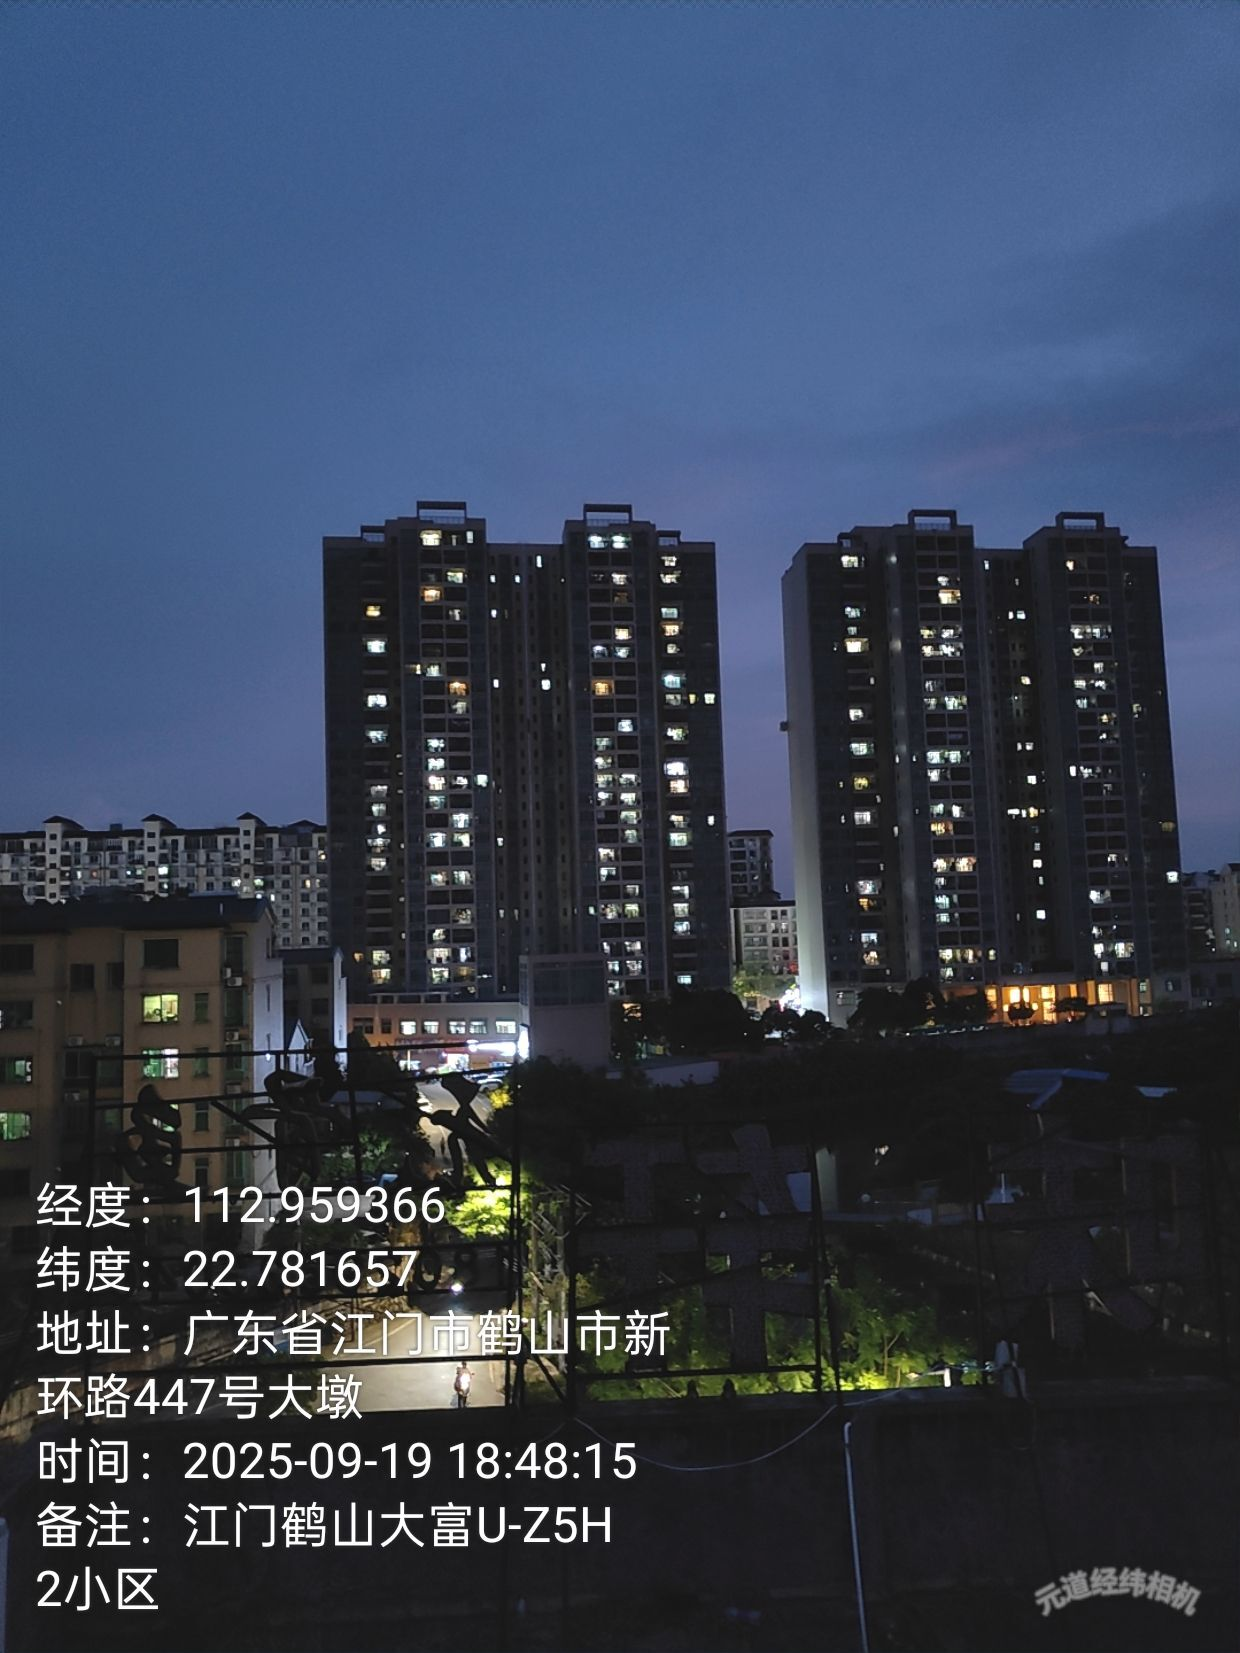 经度：112.959366
纬度：22.781657
地址：广东省江门市鹤山市新
环路447号大墩
时间：2025-09-19 18:48:15
备注：江门鹤山大富U-Z5H
2小区
元道经纬相机